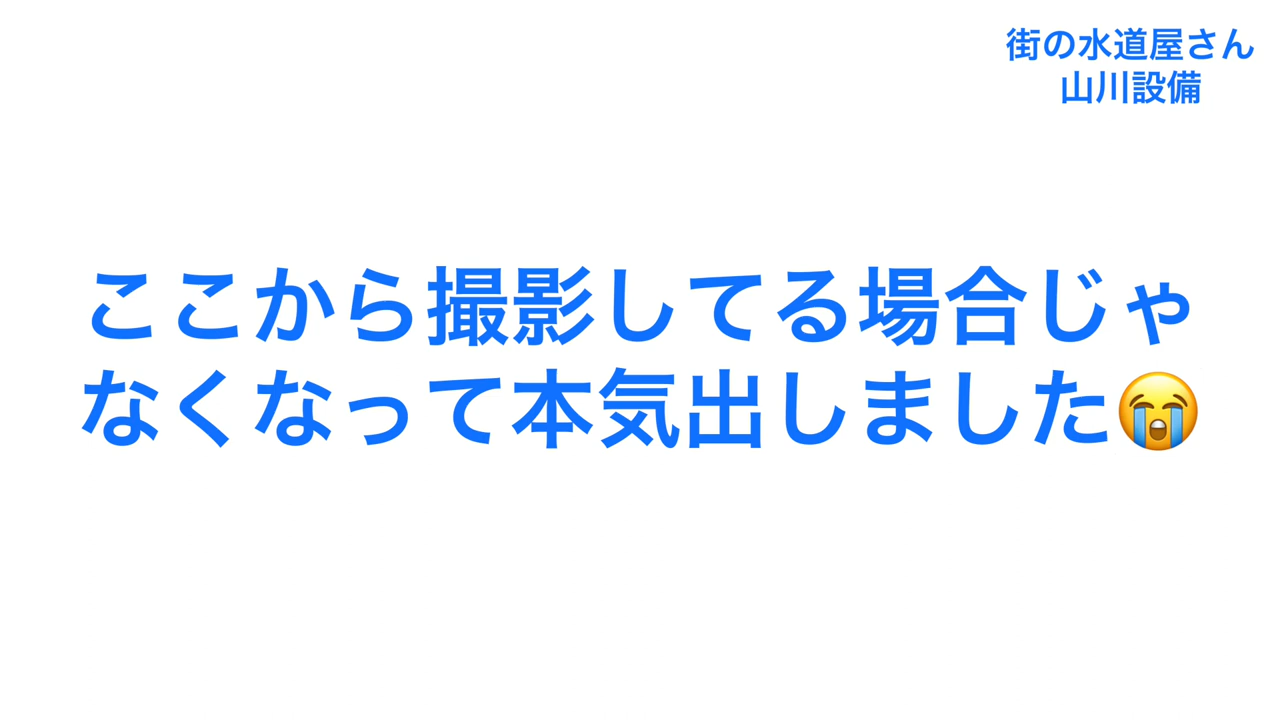 街の水道屋さん
山川設備
ここから撮影してる場合じゃ
なくなって本気出しました😭